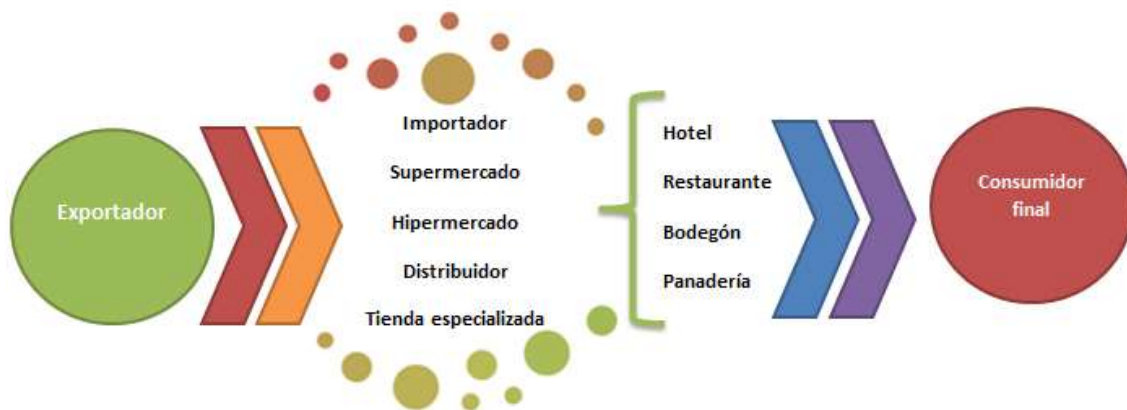 Exportador
Importador
Supermercado
Hipermercado
Distribuidor
Tienda especializada
Hotel
Restaurante
Bodegón
Panadería
Consumidor
final